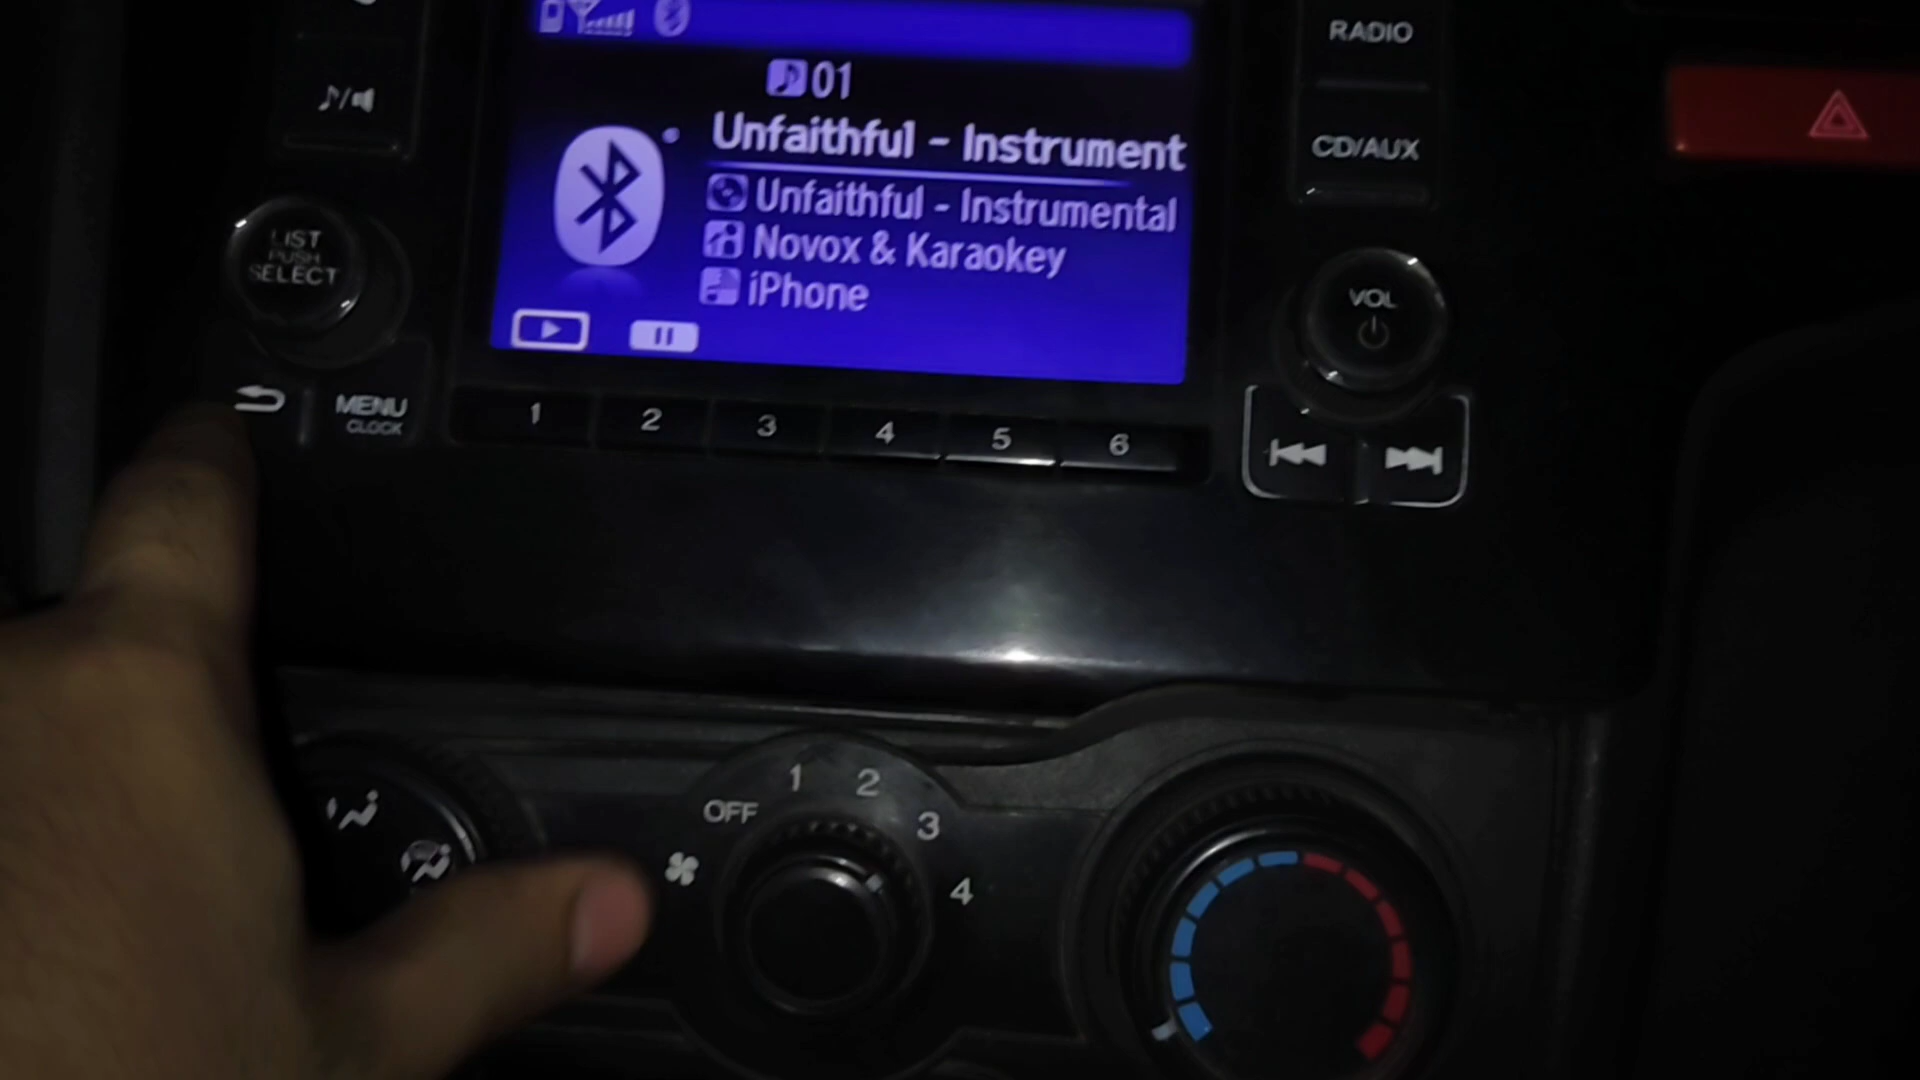 RADIO
01
Unfaithful - Instrument
CD/AUX
Unfaithful - Instrumental
Novox & Karaokey
iPhone
LIST
PUSH
SELECT
VOL
MENU
CLOCK
1 2 3 4 5 6
OFF 1 2 3 4